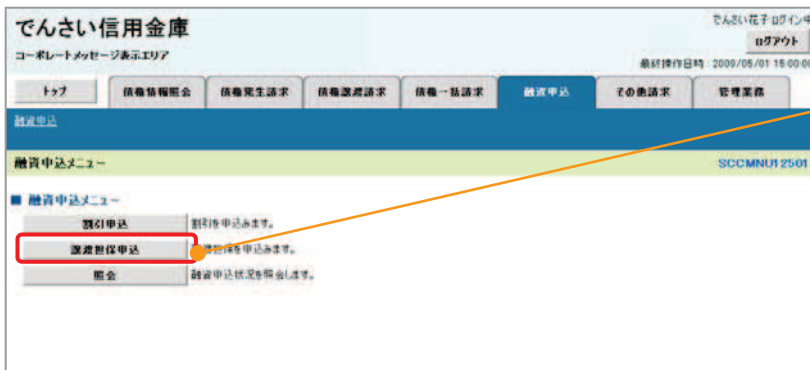 でんさい信用金庫
コーポレートメッセージ表示エリア
でんさい花子 ログイン中
ログアウト
最終操作日時 2009/05/01 15:00:00
トップ 債権情報照会 債権発生請求 債権譲渡請求 債権一括請求 融資申込 その他請求 管理業務
融資申込
融資申込メニュー SCCMNU12501
■ 融資申込メニュー
割引申込 割引を申込みます。
譲渡担保申込 担保を申込みます。
照会 融資申込状況を照会します。